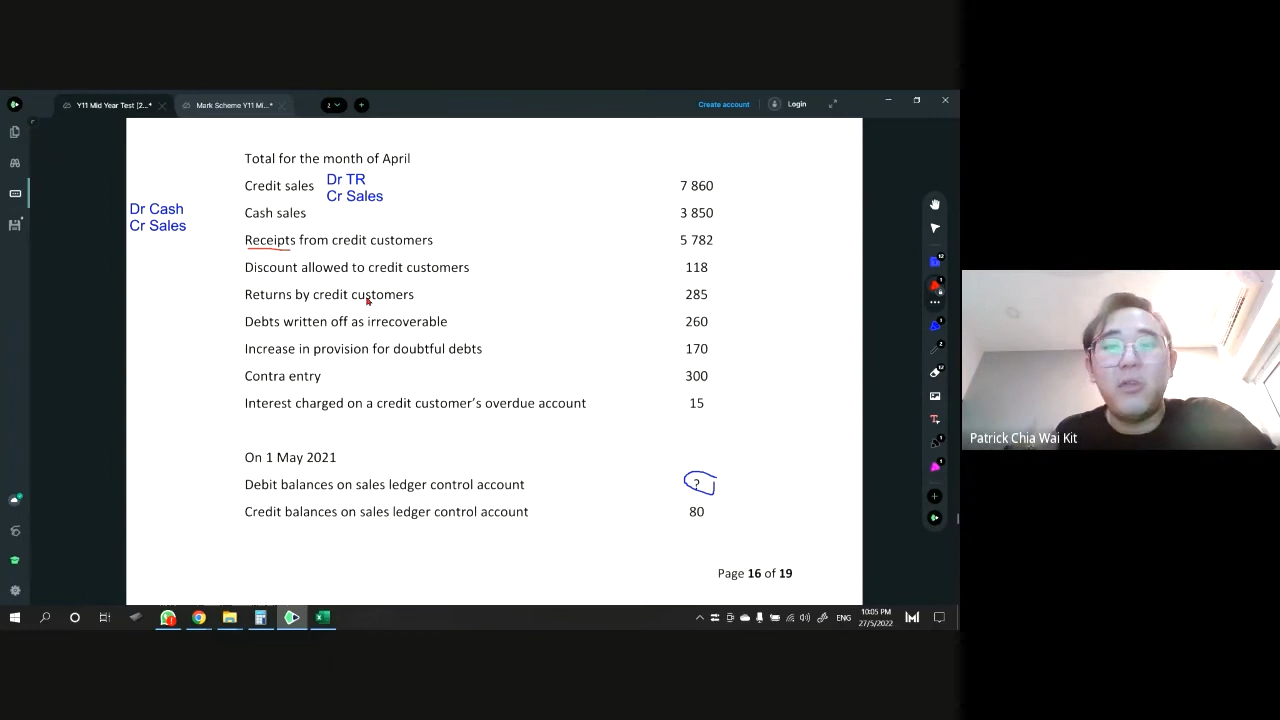 Y11 Mid Year Test [2...*
Mark Scheme Y11 Mi...*
2
Create account
Login
Total for the month of April
Credit sales 7 860
Dr TR
Cr Sales
Cash sales 3 850
Dr Cash
Cr Sales
Receipts from credit customers 5 782
Discount allowed to credit customers 118
Returns by credit customers 285
Debts written off as irrecoverable 260
Increase in provision for doubtful debts 170
Contra entry 300
Interest charged on a credit customer's overdue account 15
On 1 May 2021
Debit balances on sales ledger control account ?
Credit balances on sales ledger control account 80
Page 16 of 19
Patrick Chia Wai Kit
ENG
10:05 PM
27/5/2022